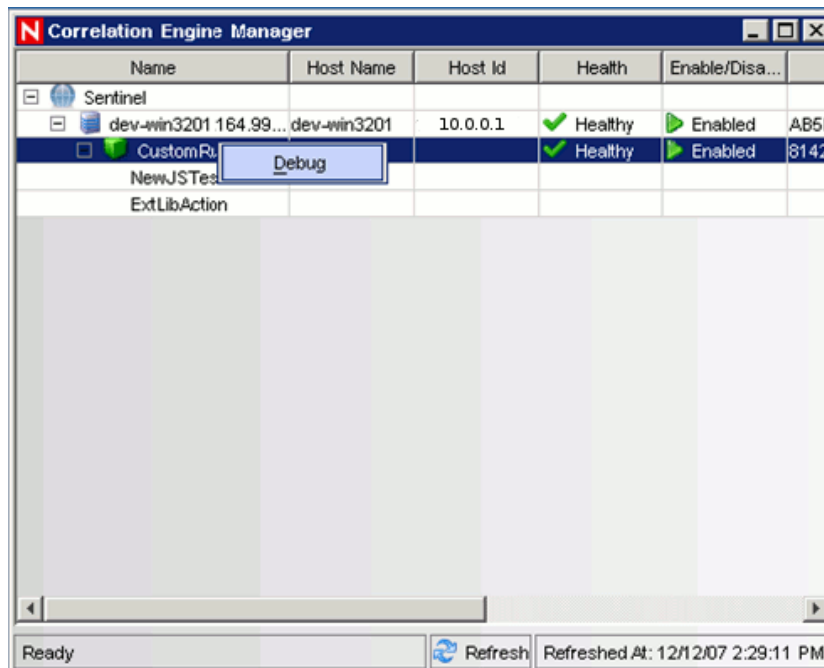 N Correlation Engine Manager
Name Host Name Host Id Health Enable/Disa...
Sentinel
dev-win3201.164.99... dev-win3201 10.0.0.1 Healthy Enabled AB5
CustomRu Healthy Enabled 8142
Debug
NewJSTes
ExtLibAction
Ready Refresh Refreshed At: 12/12/07 2:29:11 PM